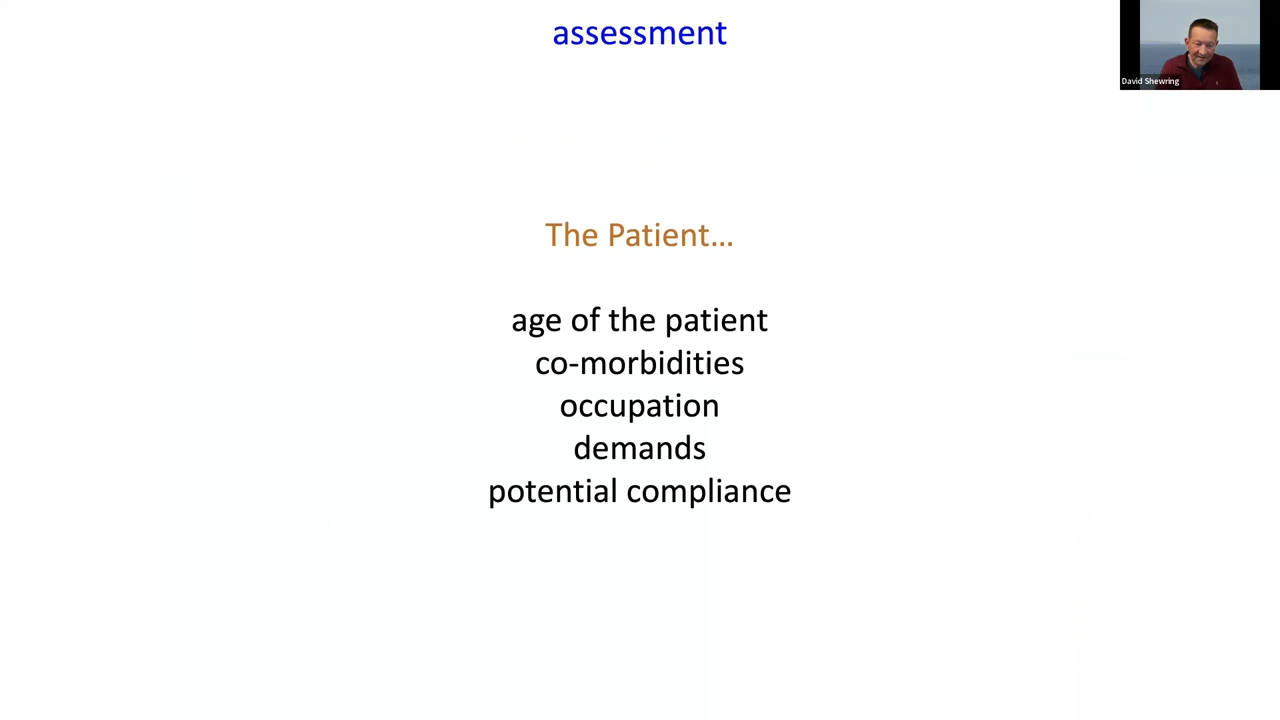 assessment
David Shewring
The Patient...
age of the patient
co-morbidities
occupation
demands
potential compliance